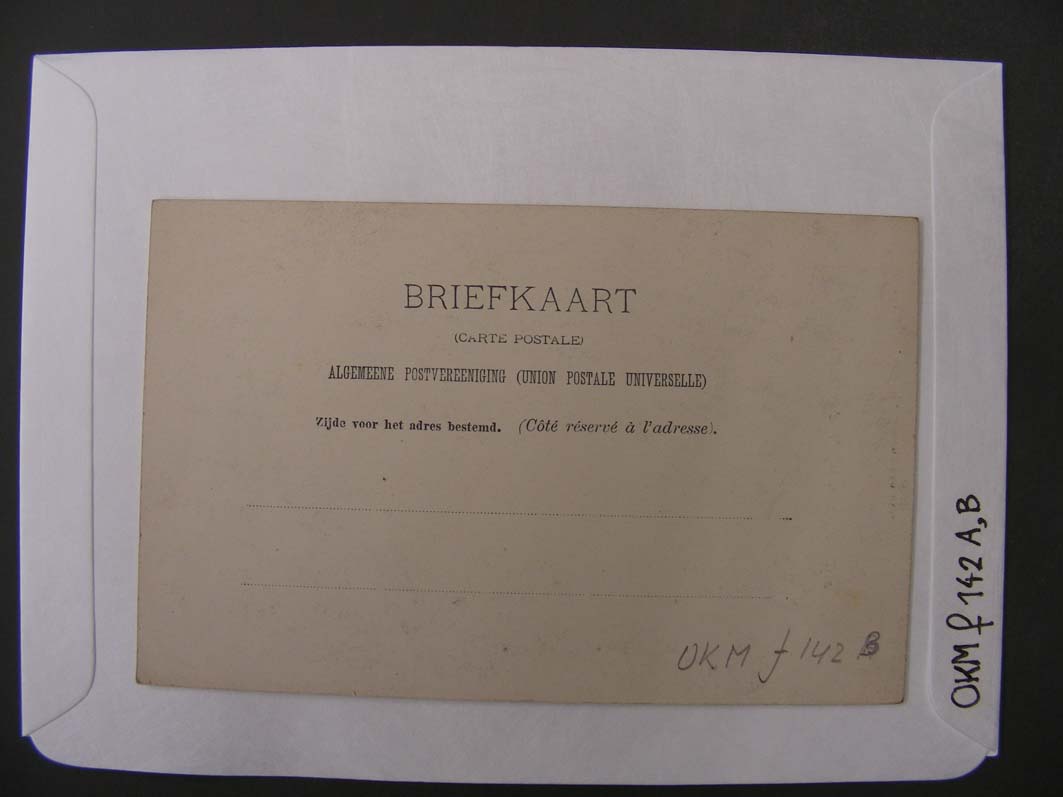 BRIEFKAART
(CARTE POSTALE)
ALGEMEENE POSTVEREENIGING (UNION POSTALE UNIVERSELLE)
Zijde voor het adres bestemd. (Côté réservé à l'adresse).
OKM f 142 B
OKM f 142 A,B